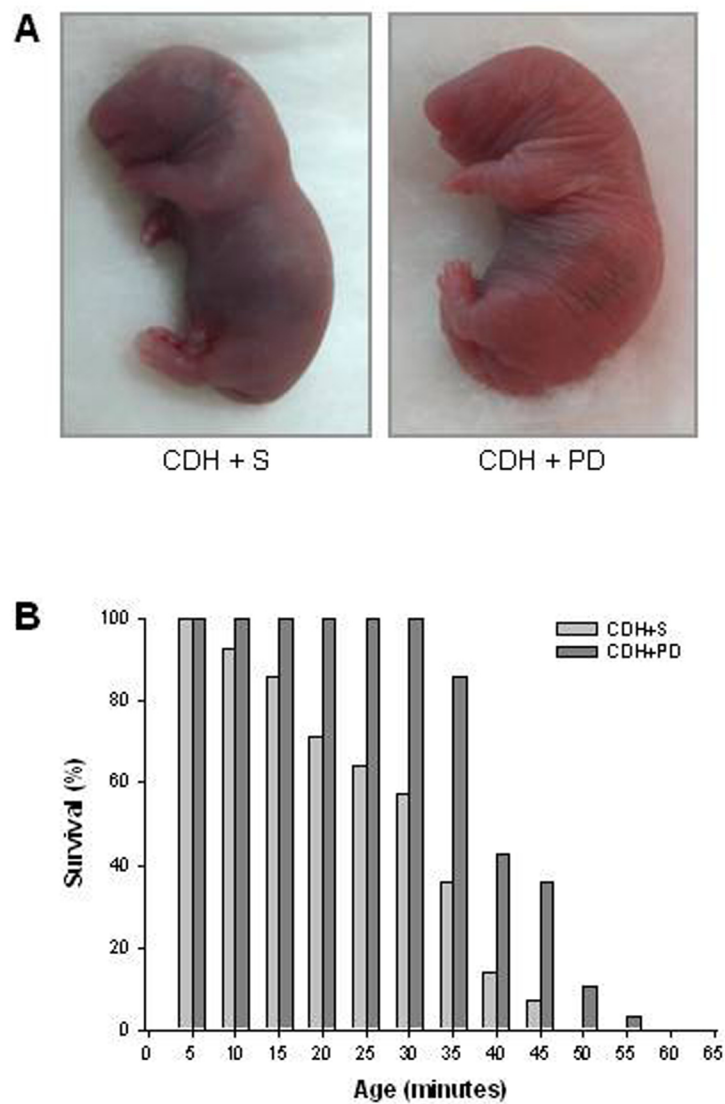 A
CDH + S
CDH + PD
B
CDH+S
CDH+PD
Survival (%)
100
80
60
40
20
0
0 5 10 15 20 25 30 35 40 45 50 55 60 65
Age (minutes)